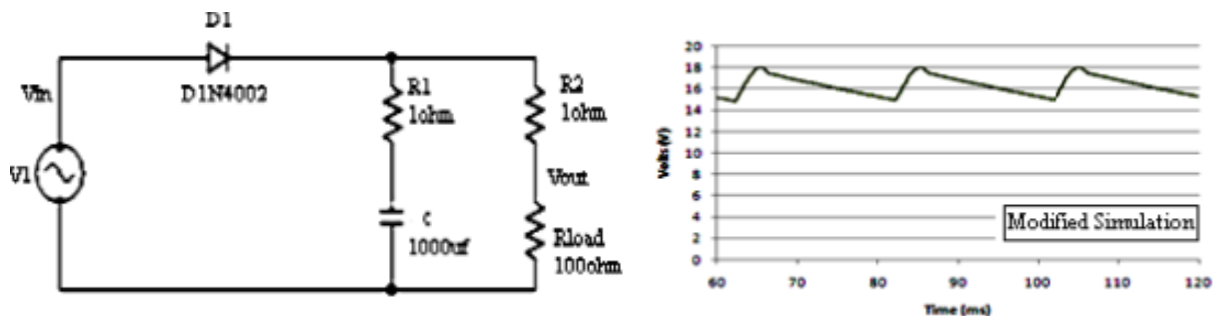 D1
D1N4002
Vin
V1
R1
1ohm
C
1000uf
R2
1ohm
Vout
Rload
100ohm
Volts (V)
20
18
16
14
12
10
8
6
4
2
0
60
70
80
90
100
110
120
Time (ms)
Modified Simulation